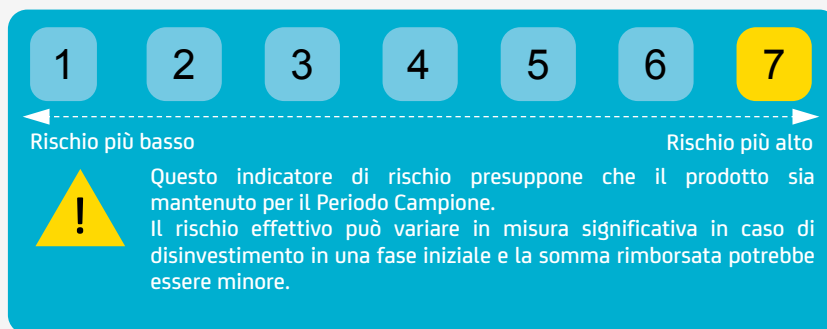 1 2 3 4 5 6 7
Rischio più basso Rischio più alto
! Questo indicatore di rischio presuppone che il prodotto sia
mantenuto per il Periodo Campione.
Il rischio effettivo può variare in misura significativa in caso di
disinvestimento in una fase iniziale e la somma rimborsata potrebbe
essere minore.